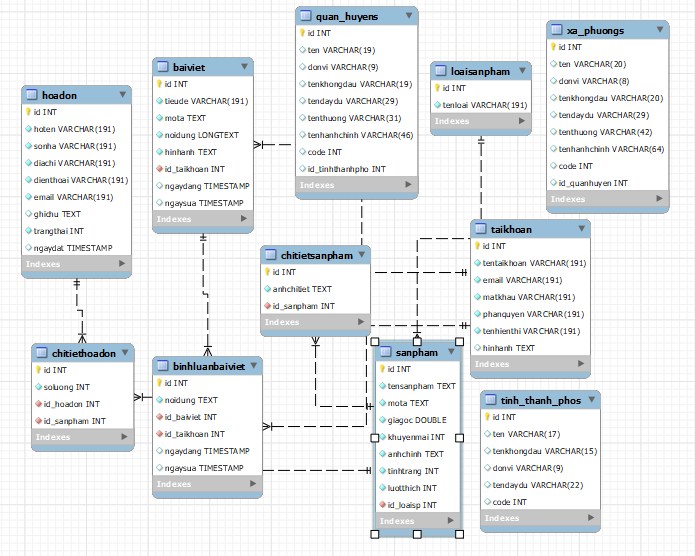 quan_huyens
id INT
ten VARCHAR(19)
donvi VARCHAR(9)
tenkhongdau VARCHAR(19)
tendaydu VARCHAR(29)
tenthuong VARCHAR(31)
tenhanhchinh VARCHAR(46)
code INT
id_tinhthanhpho INT
Indexes
xa_phuongs
id INT
ten VARCHAR(20)
donvi VARCHAR(8)
tenkhongdau VARCHAR(20)
tendaydu VARCHAR(29)
tenthuong VARCHAR(42)
tenhanhchinh VARCHAR(64)
code INT
id_quanhuyen INT
Indexes
baiviet
id INT
tieude VARCHAR(191)
mota TEXT
noidung LONGTEXT
hinhanh TEXT
id_taikhoan INT
ngaydang TIMESTAMP
ngaysua TIMESTAMP
Indexes
loaisanpham
id INT
tenloai VARCHAR(191)
Indexes
hoadon
id INT
hoten VARCHAR(191)
sonha VARCHAR(191)
diachi VARCHAR(191)
dienthoai VARCHAR(191)
email VARCHAR(191)
ghichu TEXT
trangthai INT
ngaydat TIMESTAMP
Indexes
taikhoan
id INT
tentaikhoan VARCHAR(191)
email VARCHAR(191)
matkhau VARCHAR(191)
phanquyen VARCHAR(191)
tenhienthi VARCHAR(191)
hinhanh TEXT
Indexes
chitietsanpham
id INT
anhchitiet TEXT
id_sanpham INT
Indexes
chitiethoadon
id INT
soluong INT
id_hoadon INT
id_sanpham INT
Indexes
binhluanbaiviet
id INT
noidung TEXT
id_baiviet INT
id_taikhoan INT
ngaydang TIMESTAMP
ngaysua TIMESTAMP
Indexes
sanpham
id INT
tensanpham TEXT
mota TEXT
giagoc DOUBLE
khuyenmai INT
anhchinh TEXT
tinhtrang INT
luotthich INT
id_loaisp INT
Indexes
tinh_thanh_phos
id INT
ten VARCHAR(17)
tenkhongdau VARCHAR(15)
donvi VARCHAR(9)
tendaydu VARCHAR(22)
code INT
Indexes